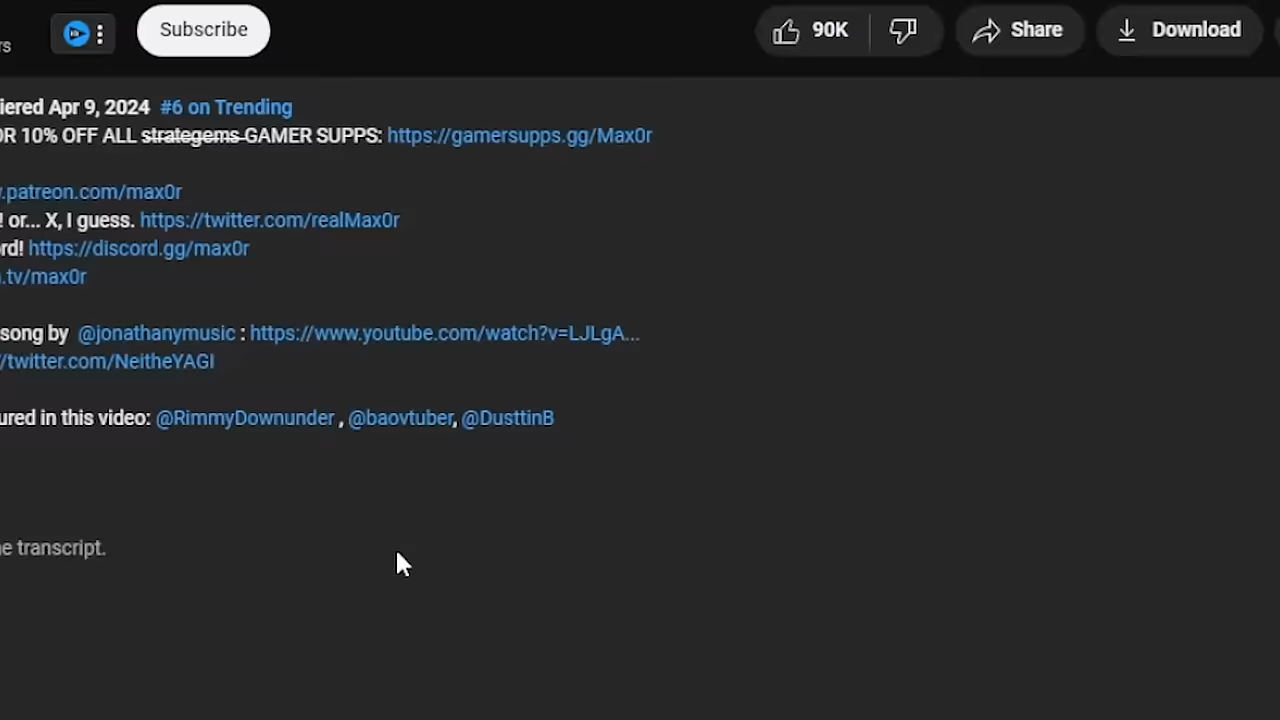 rs
Subscribe
90K
Share
Download
iered Apr 9, 2024 #6 on Trending
OR 10% OFF ALL strategems GAMER SUPPS: https://gamersupps.gg/Max0r
.patreon.com/max0r
! or... X, I guess. https://twitter.com/realMax0r
ord! https://discord.gg/max0r
.tv/max0r
song by @jonathanymusic : https://www.youtube.com/watch?v=LJLgA...
/twitter.com/NeitheYAGI
ured in this video: @RimmyDownunder , @baovtuber, @DusttinB
e transcript.